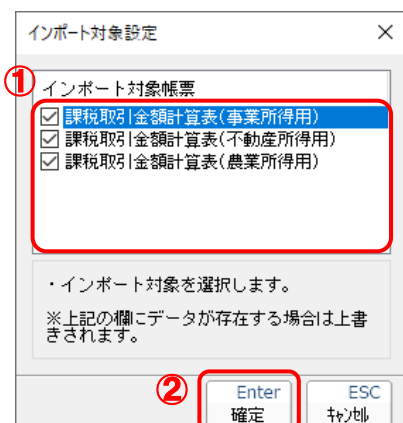 インポート対象設定
①
インポート対象帳票
課税取引金額計算表(事業所得用)
課税取引金額計算表(不動産所得用)
課税取引金額計算表(農業所得用)
・インポート対象を選択します。
※上記の欄にデータが存在する場合は上書
きされます。
②
Enter
確定
ESC
ｷｬﾝｾﾙ